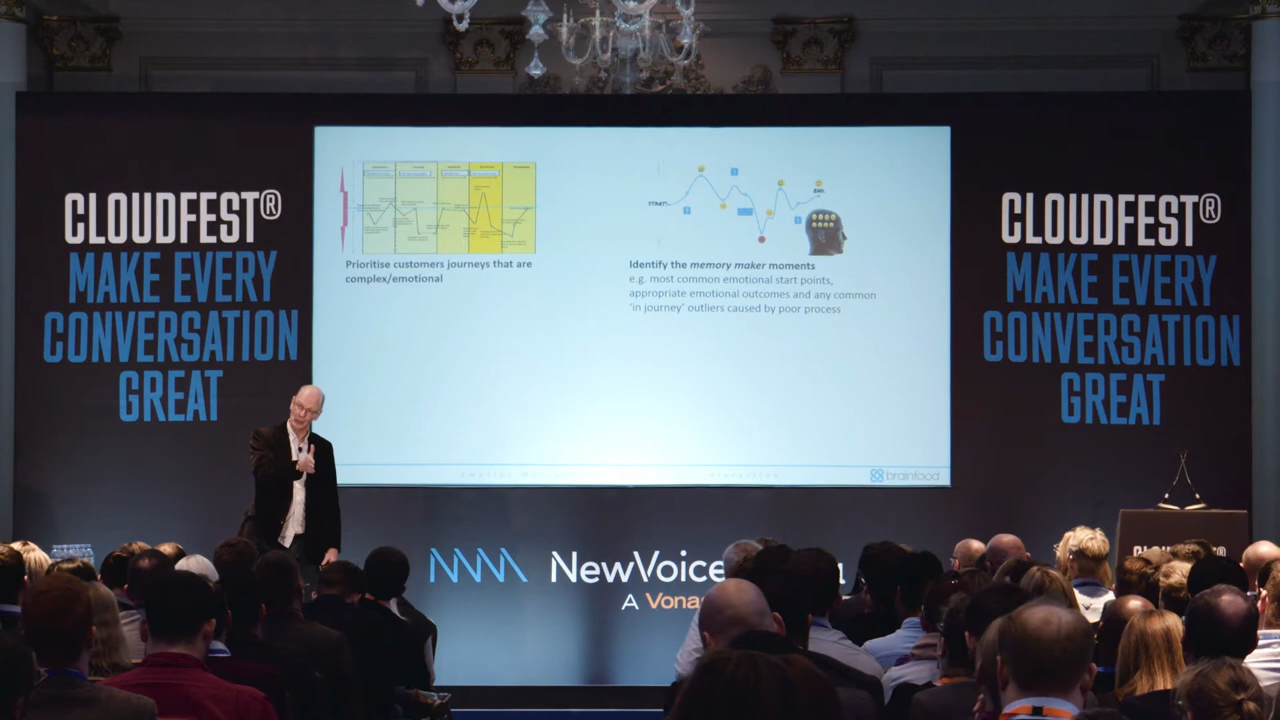 CLOUDFEST®
MAKE EVERY
CONVERSATION
GREAT
START!
END!
Prioritise customers journeys that are
complex/emotional
Identify the memory maker moments
e.g. most common emotional start points,
appropriate emotional outcomes and any common
'in journey' outliers caused by poor process
brainfood
CLOUDFEST®
MAKE EVERY
CONVERSATION
GREAT
NewVoice
A Vona